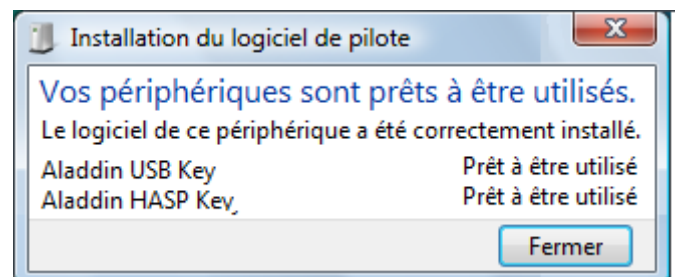 Installation du logiciel de pilote
Vos périphériques sont prêts à être utilisés.
Le logiciel de ce périphérique a été correctement installé.
Aladdin USB Key Prêt à être utilisé
Aladdin HASP Key Prêt à être utilisé
Fermer